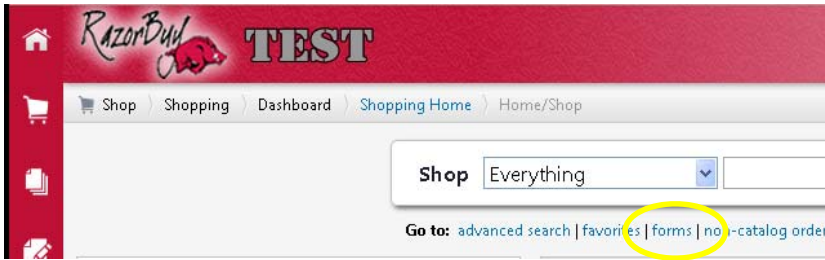 RazorBuy TEST
Shop Shopping Dashboard Shopping Home Home/Shop
Shop Everything
Go to: advanced search | favorites | forms | non-catalog order